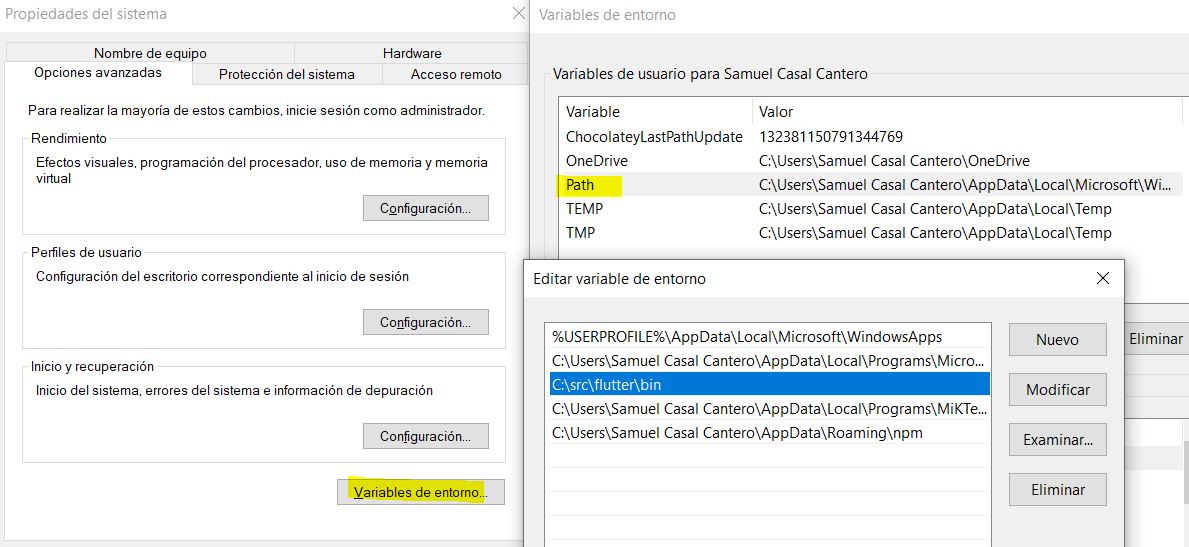 Propiedades del sistema
Nombre de equipo
Hardware
Opciones avanzadas
Protección del sistema
Acceso remoto
Para realizar la mayoría de estos cambios, inicie sesión como administrador.
Rendimiento
Efectos visuales, programación del procesador, uso de memoria y memoria
virtual
Configuración...
Perfiles de usuario
Configuración del escritorio correspondiente al inicio de sesión
Configuración...
Inicio y recuperación
Inicio del sistema, errores del sistema e información de depuración
Configuración...
Variables de entorno...
Variables de entorno
Variables de usuario para Samuel Casal Cantero
Variable Valor
ChocolateyLastPathUpdate 132381150791344769
OneDrive C:\Users\Samuel Casal Cantero\OneDrive
Path C:\Users\Samuel Casal Cantero\AppData\Local\Microsoft\Wi...
TEMP C:\Users\Samuel Casal Cantero\AppData\Local\Temp
TMP C:\Users\Samuel Casal Cantero\AppData\Local\Temp
Eliminar
Editar variable de entorno
%USERPROFILE%\AppData\Local\Microsoft\WindowsApps
C:\Users\Samuel Casal Cantero\AppData\Local\Programs\Micro...
C:\src\flutter\bin
C:\Users\Samuel Casal Cantero\AppData\Local\Programs\MiKTe...
C:\Users\Samuel Casal Cantero\AppData\Roaming\npm
Nuevo
Modificar
Examinar...
Eliminar